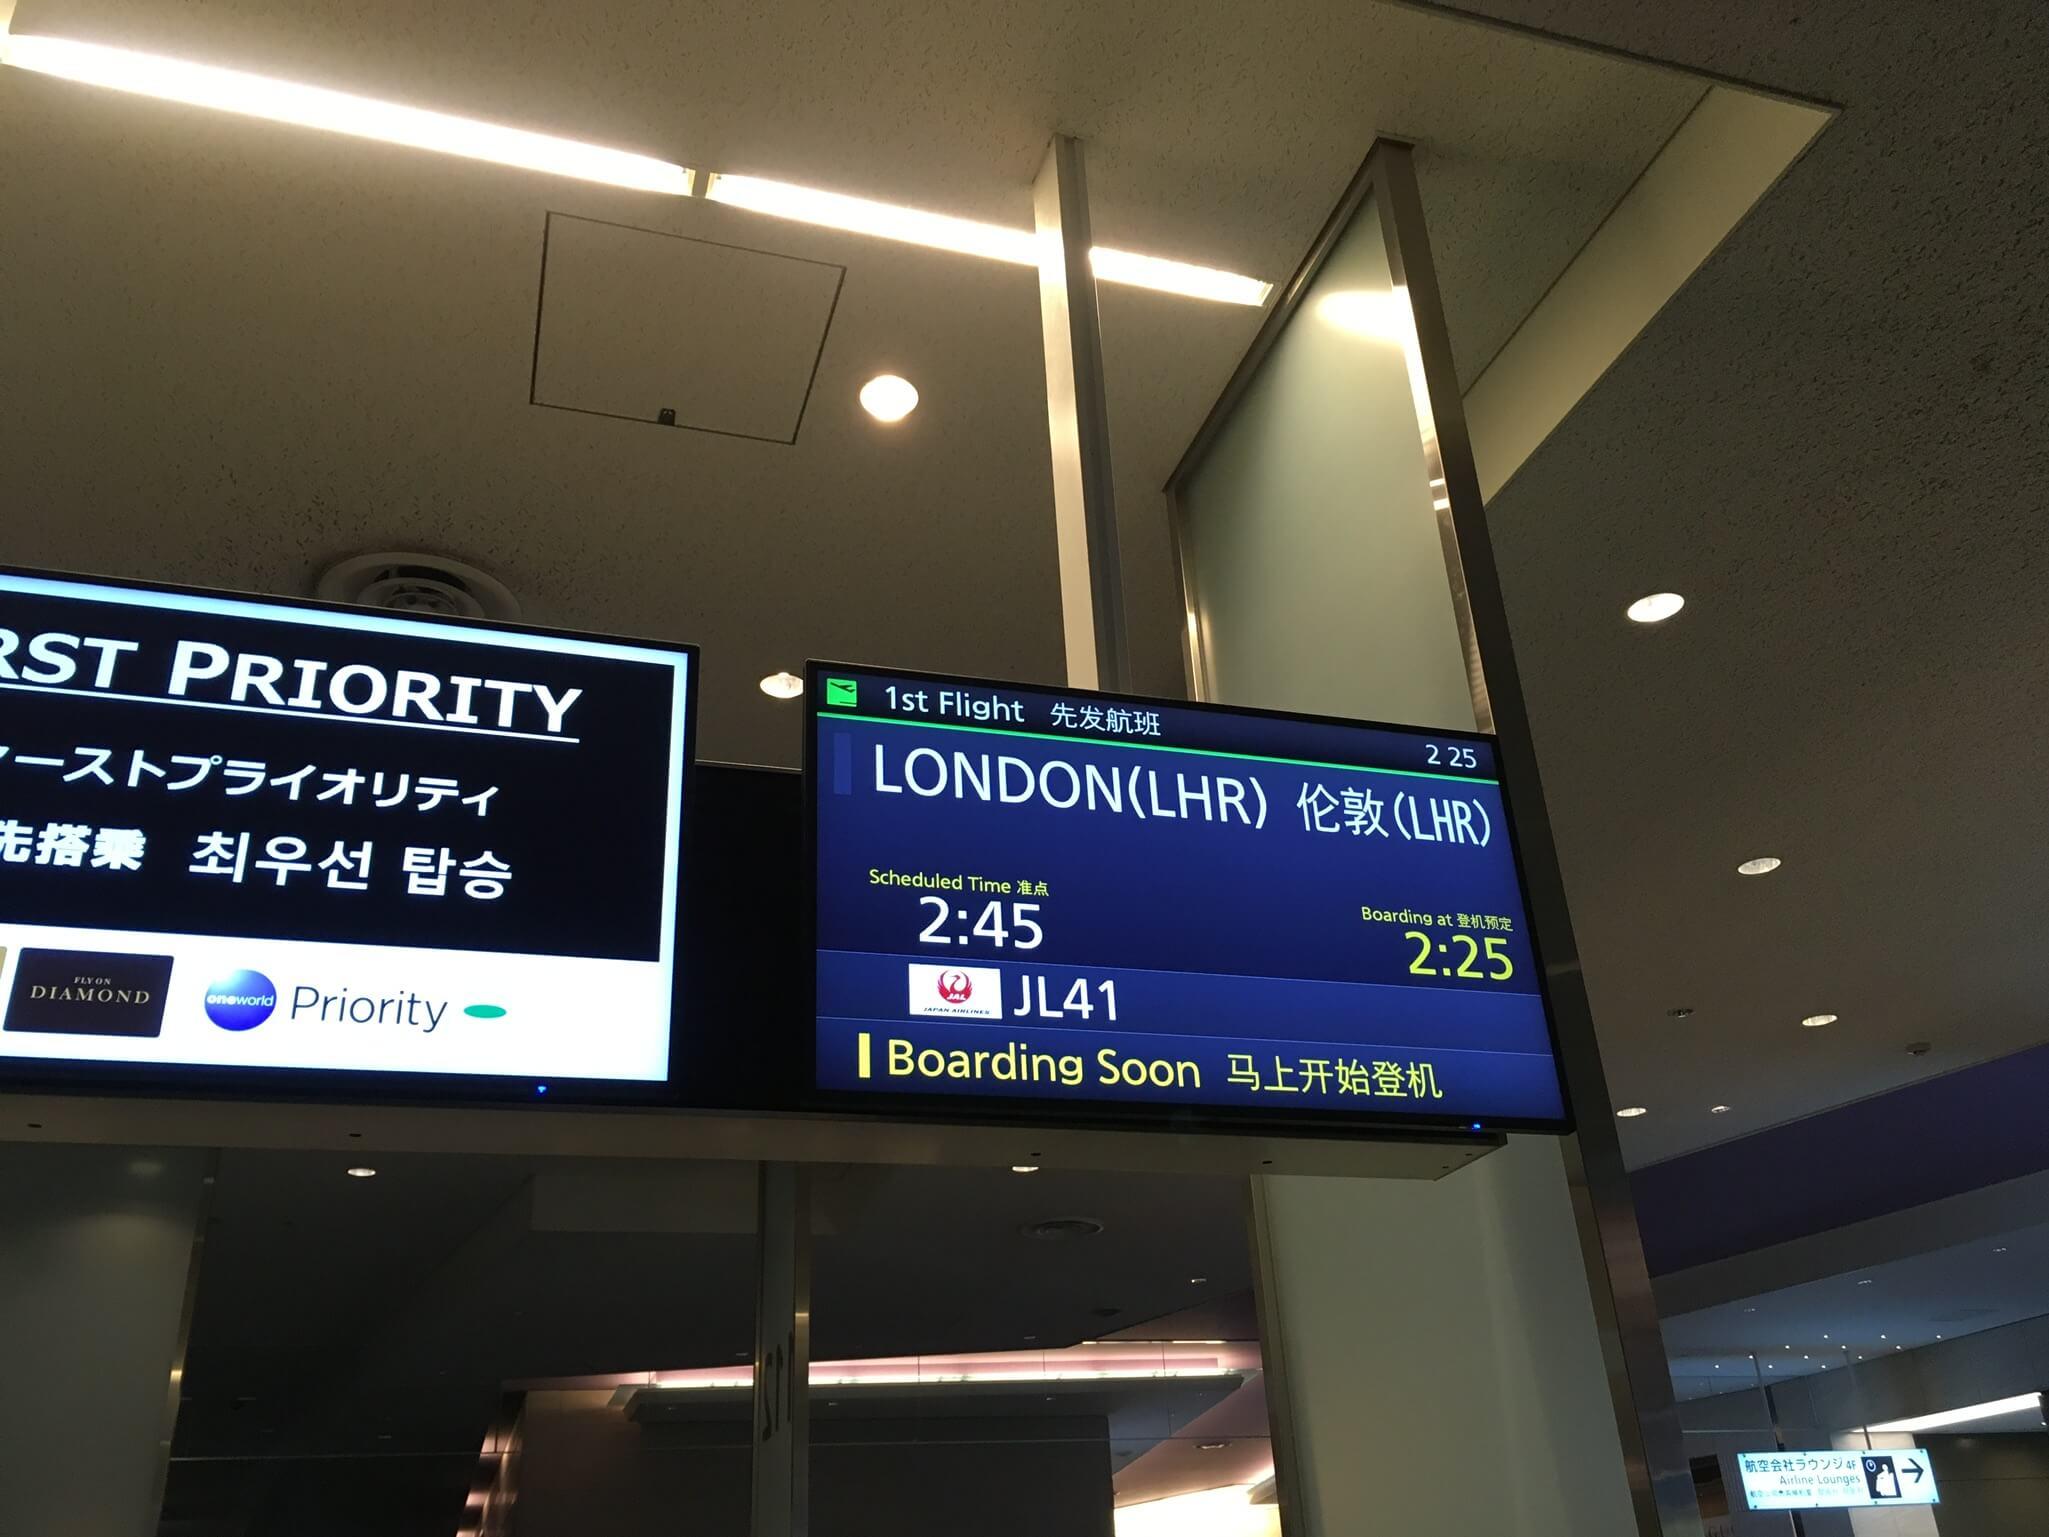 RST PRIORITY
ァーストプライオリティ
先搭乗 최우선 탑승
FLY ON
DIAMOND
oneworld Priority
1st Flight 先发航班
2 25
LONDON(LHR) 伦敦(LHR)
Scheduled Time 准点
2:45
Boarding at 登机预定
2:25
JAL
JAPAN AIRLINES
JL41
Boarding Soon 马上开始登机
航空会社ラウンジ 4F
Airline Lounges